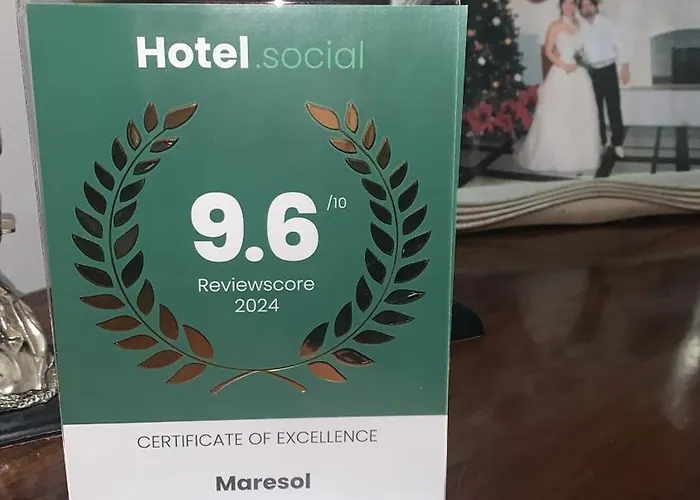 Hotel.social
9.6/10
Reviewscore
2024
CERTIFICATE OF EXCELLENCE
Maresol